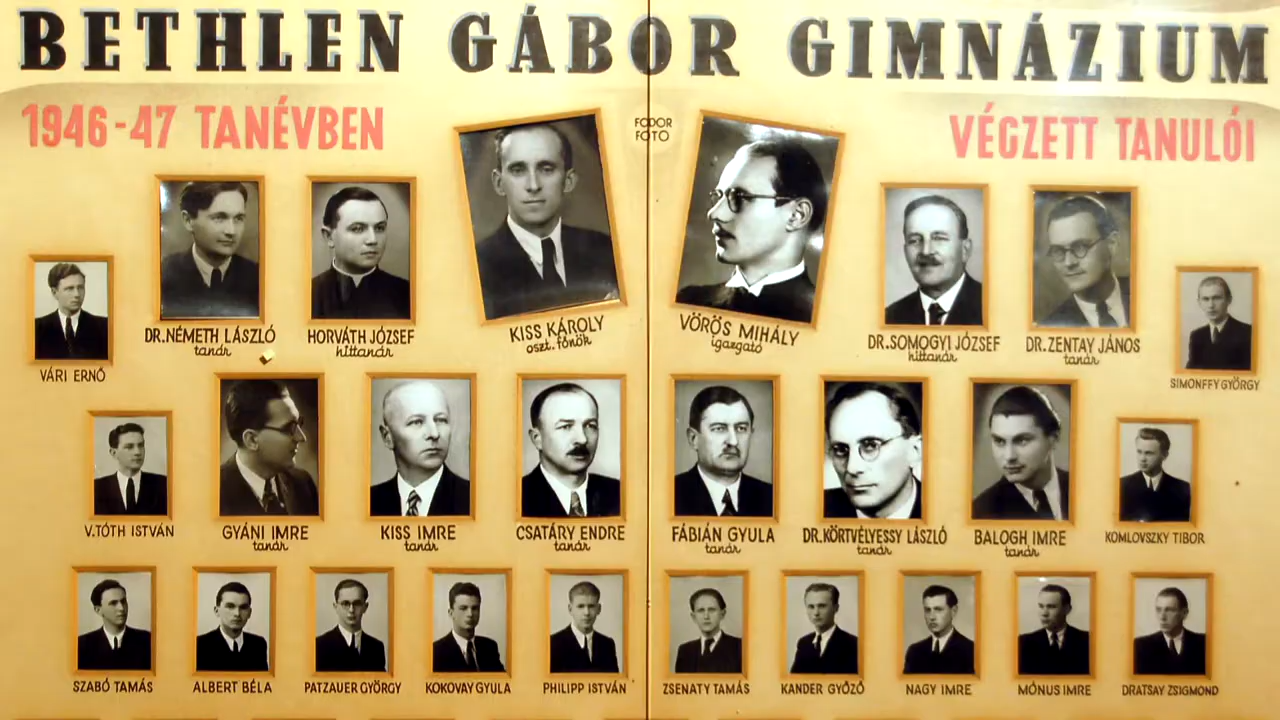 BETHLEN GÁBOR GIMNÁZIUM
1946-47 TANÉVBEN
VÉGZETT TANULÓI
FODOR
FOTO
DR. NÉMETH LÁSZLÓ
tanár
HORVÁTH JÓZSEF
hittanár
KISS KÁROLY
oszt. főnök
VÖRÖS MIHÁLY
igazgató
DR. SOMOGYI JÓZSEF
hittanár
DR. ZENTAY JÁNOS
tanár
VÁRI ERNŐ
SIMONFFY GYÖRGY
V. TÓTH ISTVÁN
GYÁNI IMRE
tanár
KISS IMRE
tanár
CSATÁRY ENDRE
tanár
FÁBIÁN GYULA
tanár
DR. KÖRTVÉLYESSY LÁSZLÓ
tanár
BALOGH IMRE
tanár
KOMLOVSZKY TIBOR
SZABÓ TAMÁS
ALBERT BÉLA
PATZAUER GYÖRGY
KOKOVAY GYULA
PHILIPP ISTVÁN
ZSENATY TAMÁS
KANDER GYŐZŐ
NAGY IMRE
MÓNUS IMRE
DRATSAY ZSIGMOND